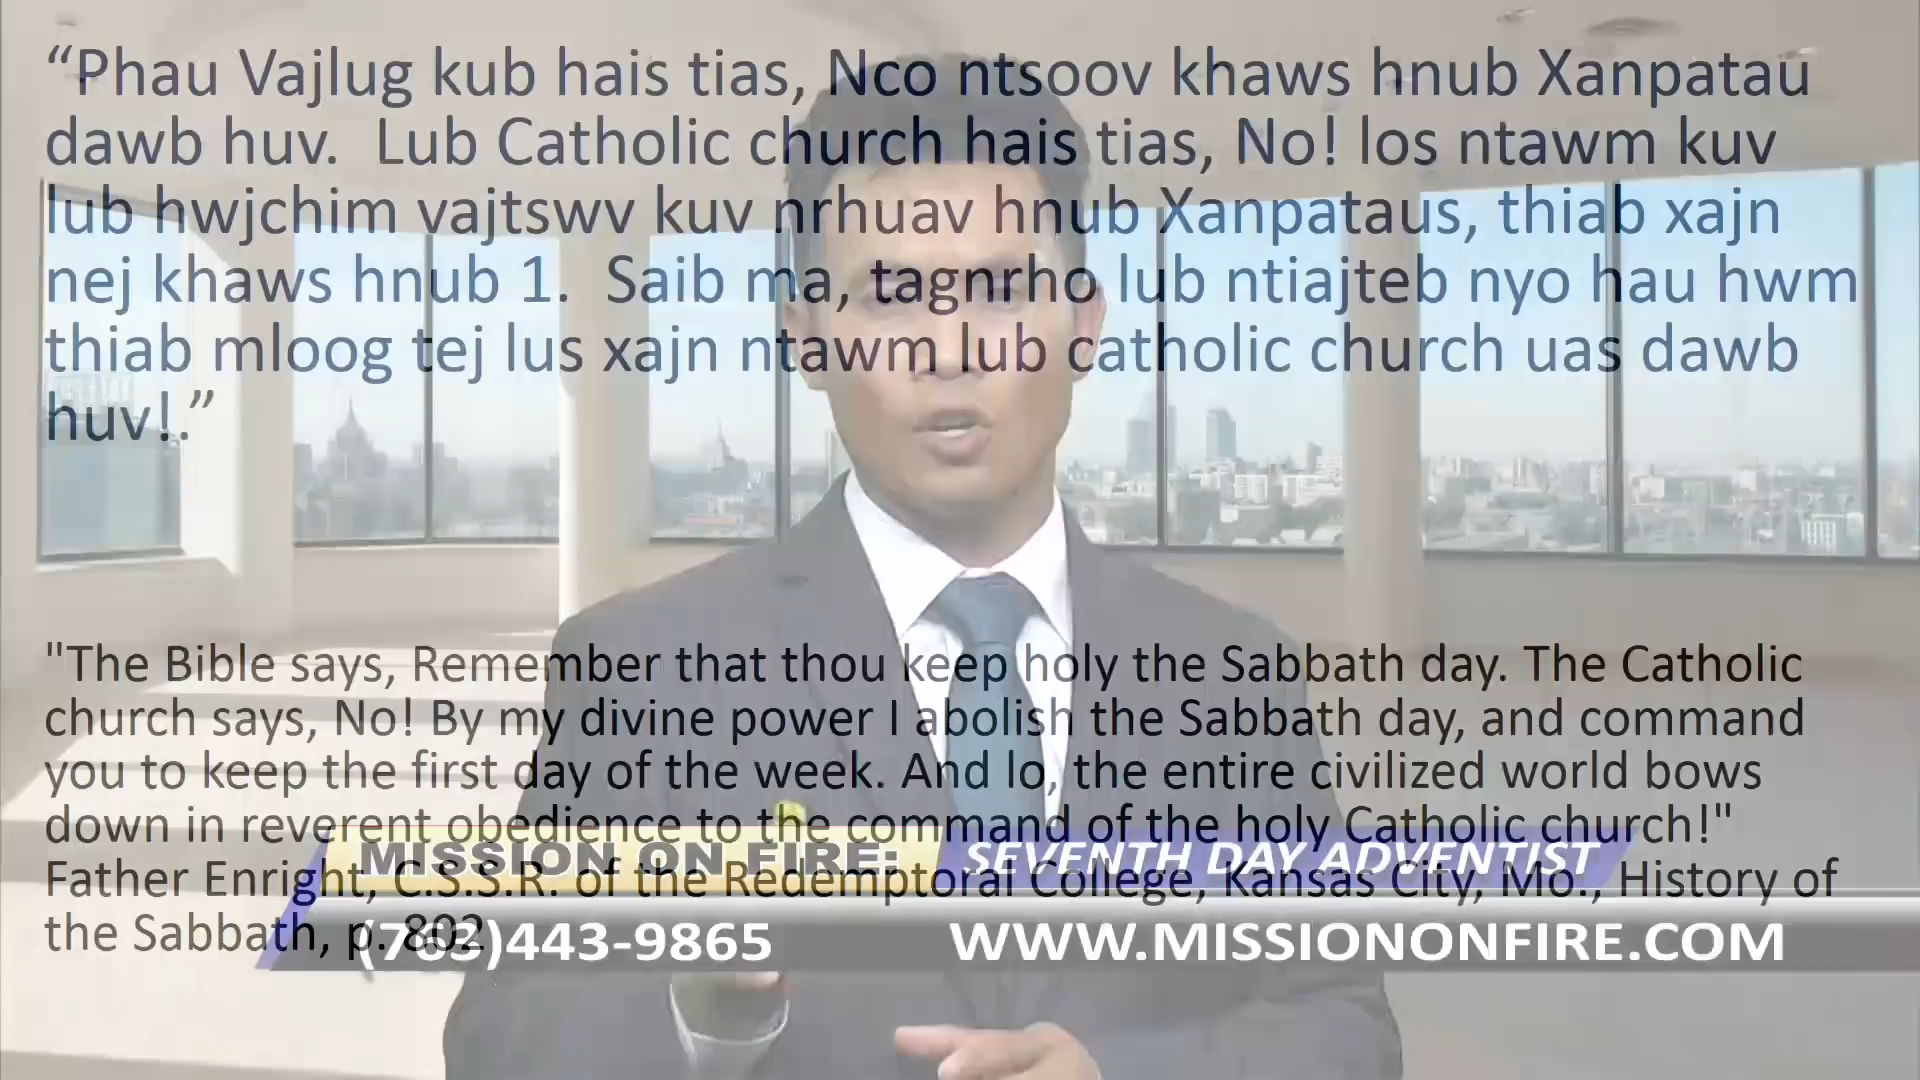 “Phau Vajlug kub hais tias, Nco ntsoov khaws hnub Xanpatau
dawb huv.  Lub Catholic church hais tias, No! los ntawm kuv
lub hwjchim vajtswv kuv nrhuav hnub Xanpataus, thiab xajn
nej khaws hnub 1.  Saib ma, tagnrho lub ntiajteb nyo hau hwm
thiab mloog tej lus xajn ntawm lub catholic church uas dawb
huv!.”
"The Bible says, Remember that thou keep holy the Sabbath day. The Catholic
church says, No! By my divine power I abolish the Sabbath day, and command
you to keep the first day of the week. And lo, the entire civilized world bows
down in reverent obedience to the command of the holy Catholic church!"
MISSION ON FIRE: SEVENTH DAY ADVENTIST
Father Enright, C.S.S.R. of the Redemptoral College, Kansas City, Mo., History of
the Sabbath, p. 802
(763)443-9865 WWW.MISSIONONFIRE.COM